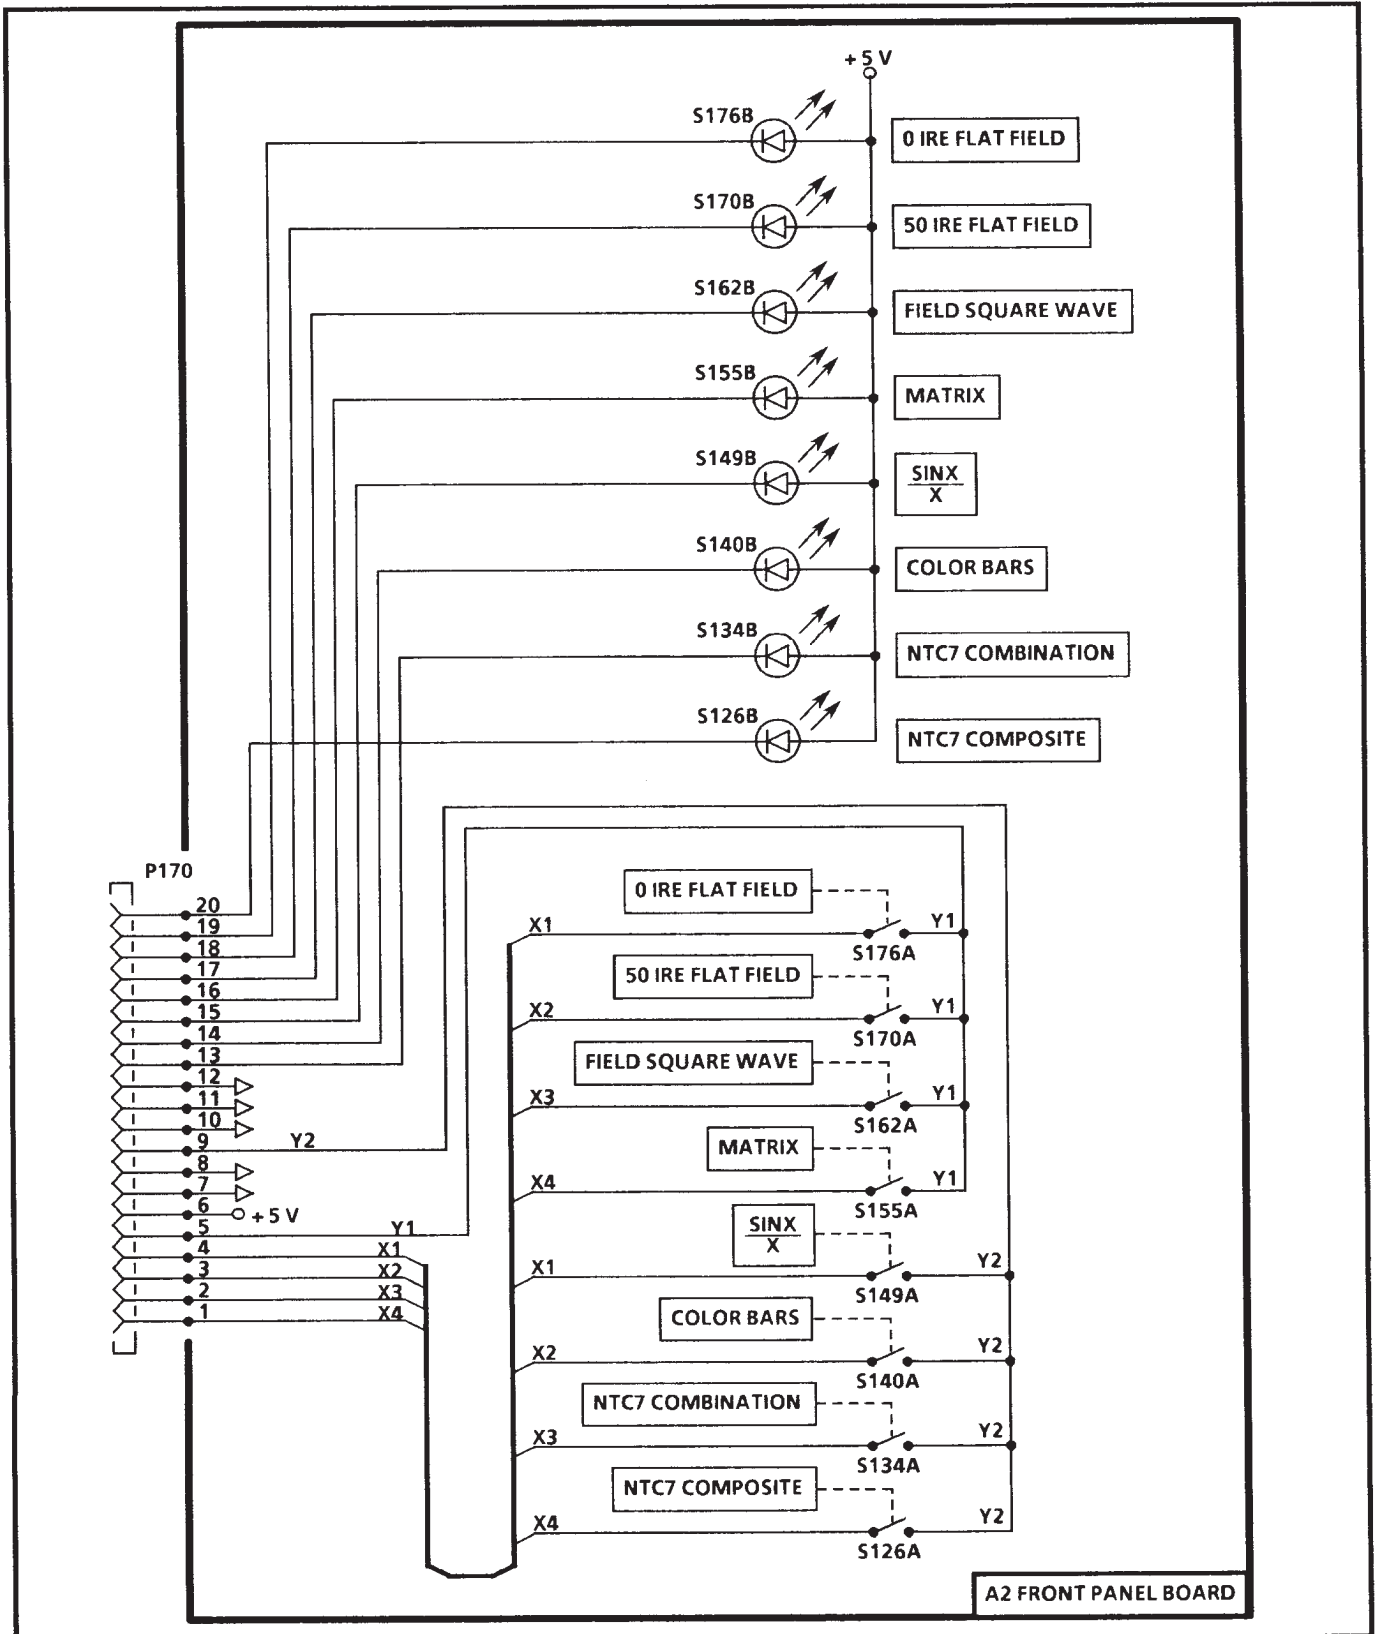 + 5 V
S176B
0 IRE FLAT FIELD
S170B
50 IRE FLAT FIELD
S162B
FIELD SQUARE WAVE
S155B
MATRIX
S149B
SINX
X
S140B
COLOR BARS
S134B
NTC7 COMBINATION
S126B
NTC7 COMPOSITE
P170
20
19
18
17
16
15
14
13
12
11
10
9 Y2
8
7
6 + 5 V
5 Y1
4 X1
3 X2
2 X3
1 X4
0 IRE FLAT FIELD
X1 Y1
S176A
50 IRE FLAT FIELD
X2 Y1
S170A
FIELD SQUARE WAVE
X3 Y1
S162A
MATRIX
X4 Y1
S155A
SINX
X
X1 Y2
S149A
COLOR BARS
X2 Y2
S140A
NTC7 COMBINATION
X3 Y2
S134A
NTC7 COMPOSITE
X4 Y2
S126A
A2 FRONT PANEL BOARD